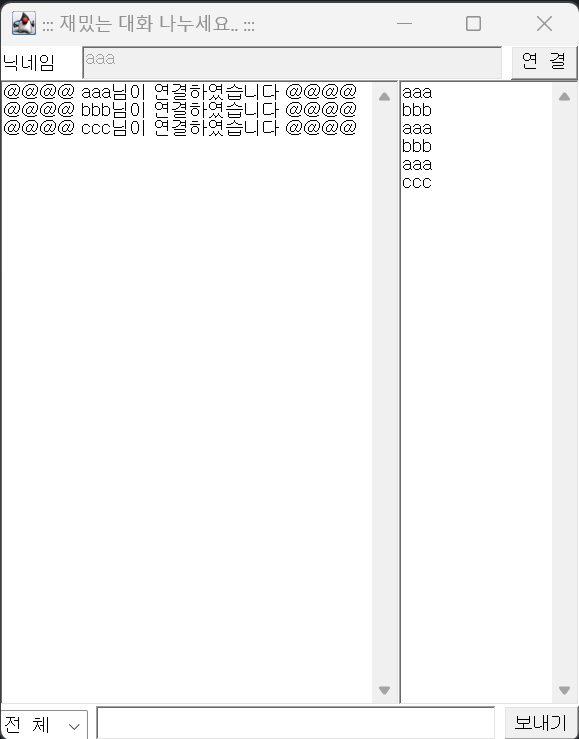 ::: 재밌는 대화 나누세요.. :::
닉네임
aaa
연 결
@@@@ aaa님이 연결하였습니다 @@@@
@@@@ bbb님이 연결하였습니다 @@@@
@@@@ ccc님이 연결하였습니다 @@@@
aaa
bbb
aaa
bbb
aaa
ccc
전 체
보내기